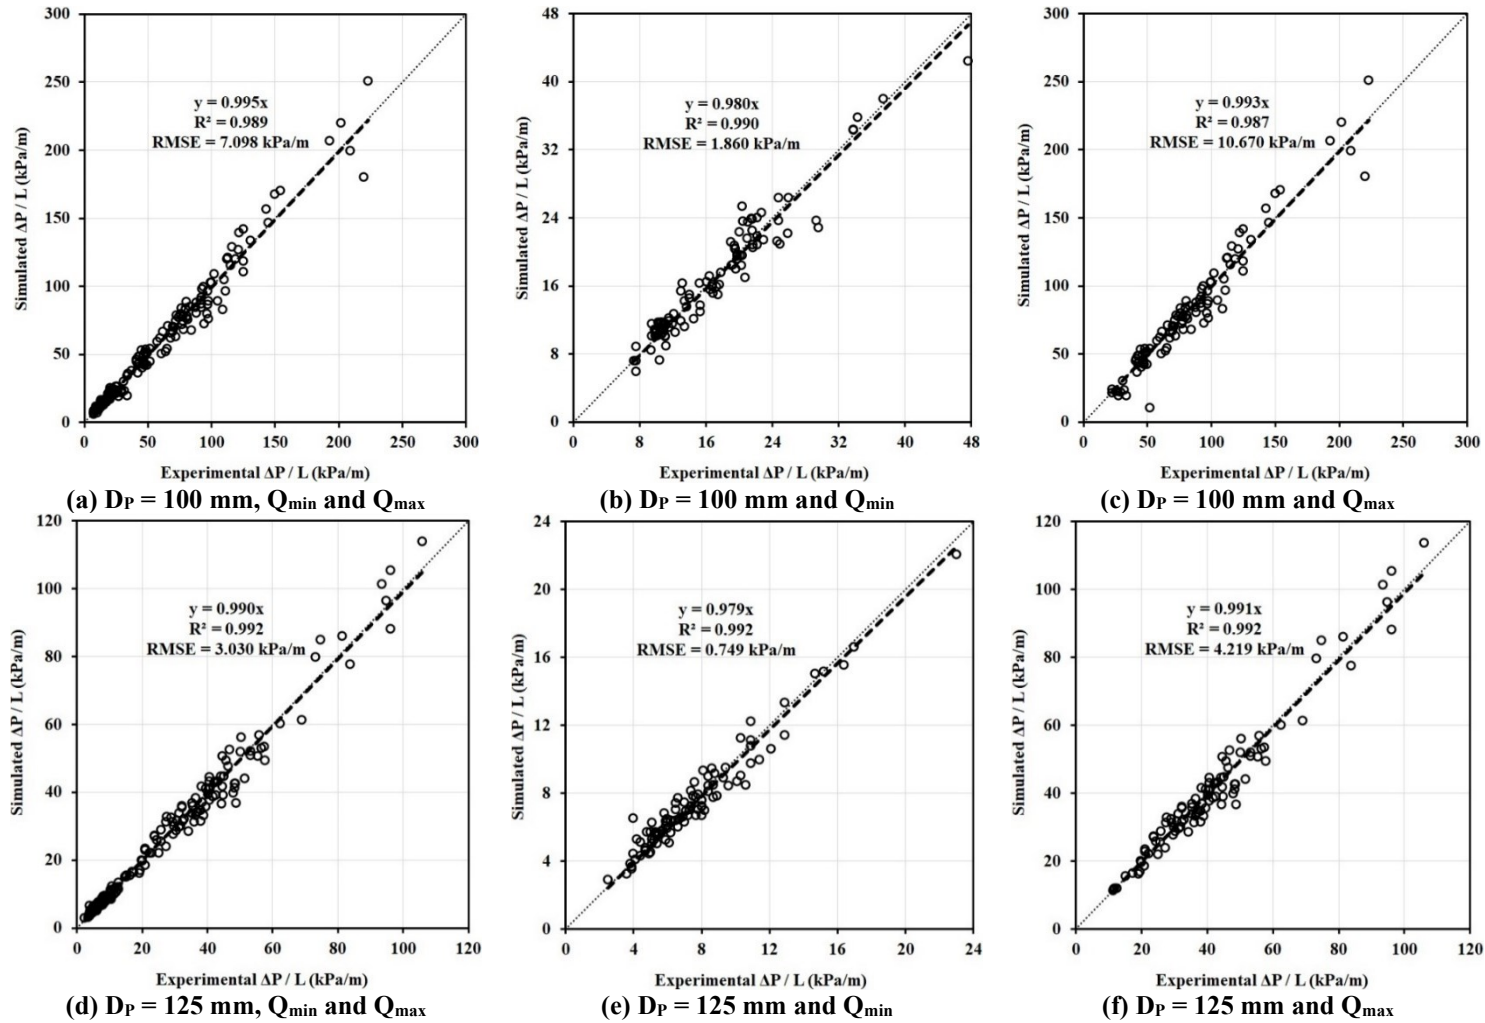 300
250
200
150
100
50
0
Simulated ΔP / L (kPa/m)
y = 0.995x
R² = 0.989
RMSE = 7.098 kPa/m
0 50 100 150 200 250 300
Experimental ΔP / L (kPa/m)
(a) DP = 100 mm, Qmin and Qmax
48
40
32
24
16
8
0
Simulated ΔP / L (kPa/m)
y = 0.980x
R² = 0.990
RMSE = 1.860 kPa/m
0 8 16 24 32 40 48
Experimental ΔP / L (kPa/m)
(b) DP = 100 mm and Qmin
300
250
200
150
100
50
0
Simulated ΔP / L (kPa/m)
y = 0.993x
R² = 0.987
RMSE = 10.670 kPa/m
0 50 100 150 200 250 300
Experimental ΔP / L (kPa/m)
(c) DP = 100 mm and Qmax
120
100
80
60
40
20
0
Simulated ΔP / L (kPa/m)
y = 0.990x
R² = 0.992
RMSE = 3.030 kPa/m
0 20 40 60 80 100 120
Experimental ΔP / L (kPa/m)
(d) DP = 125 mm, Qmin and Qmax
24
20
16
12
8
4
0
Simulated ΔP / L (kPa/m)
y = 0.979x
R² = 0.992
RMSE = 0.749 kPa/m
0 4 8 12 16 20 24
Experimental ΔP / L (kPa/m)
(e) DP = 125 mm and Qmin
120
100
80
60
40
20
0
Simulated ΔP / L (kPa/m)
y = 0.991x
R² = 0.992
RMSE = 4.219 kPa/m
0 20 40 60 80 100 120
Experimental ΔP / L (kPa/m)
(f) DP = 125 mm and Qmax